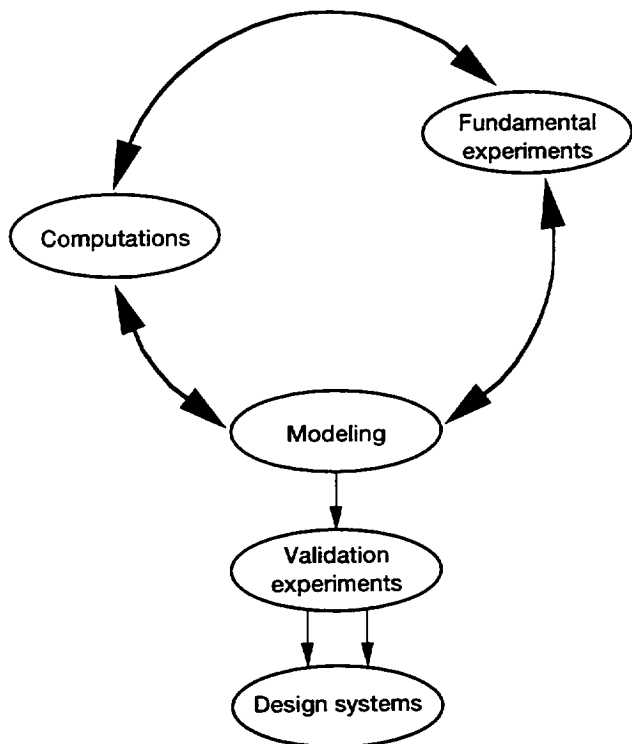 Fundamental
experiments
Computations
Modeling
Validation
experiments
Design systems